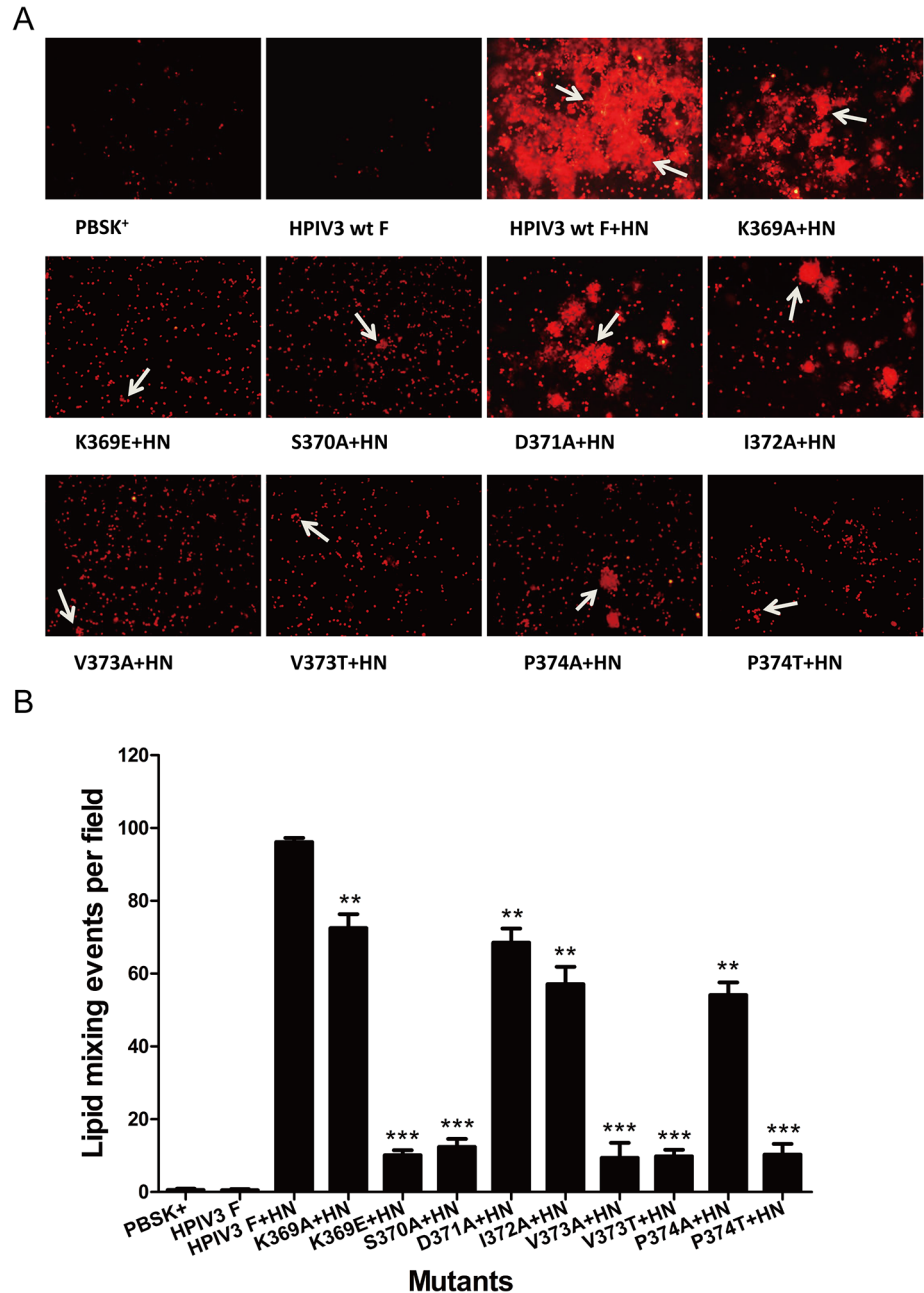 A
PBSK⁺
HPIV3 wt F
HPIV3 wt F+HN
K369A+HN
K369E+HN
S370A+HN
D371A+HN
I372A+HN
V373A+HN
V373T+HN
P374A+HN
P374T+HN
B
Lipid mixing events per field
120
100
80
60
40
20
0
**
***
***
**
**
***
***
**
***
PBSK+
HPIV3 F
HPIV3 F+HN
K369A+HN
K369E+HN
S370A+HN
D371A+HN
I372A+HN
V373A+HN
V373T+HN
P374A+HN
P374T+HN
Mutants